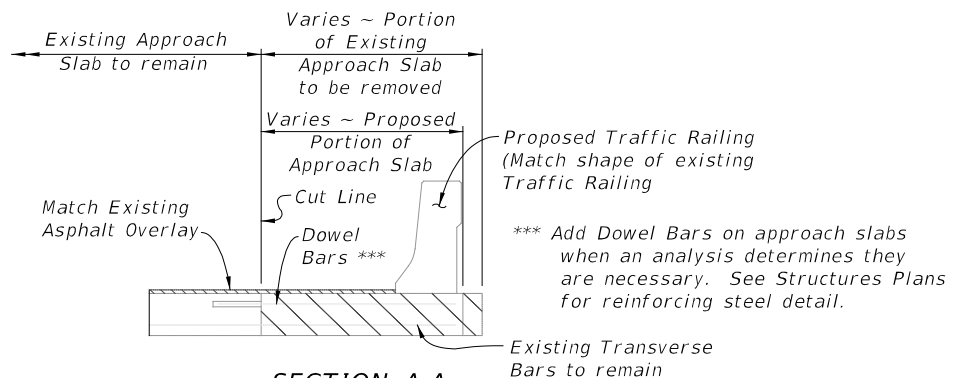 Varies ~ Portion
of Existing
Approach Slab
to be removed
Existing Approach
Slab to remain
Varies ~ Proposed
Portion of
Approach Slab
Proposed Traffic Railing
(Match shape of existing
Traffic Railing
Cut Line
Match Existing
Asphalt Overlay
Dowel
Bars ***
*** Add Dowel Bars on approach slabs
when an analysis determines they
are necessary. See Structures Plans
for reinforcing steel detail.
Existing Transverse
Bars to remain
SECTION A-A